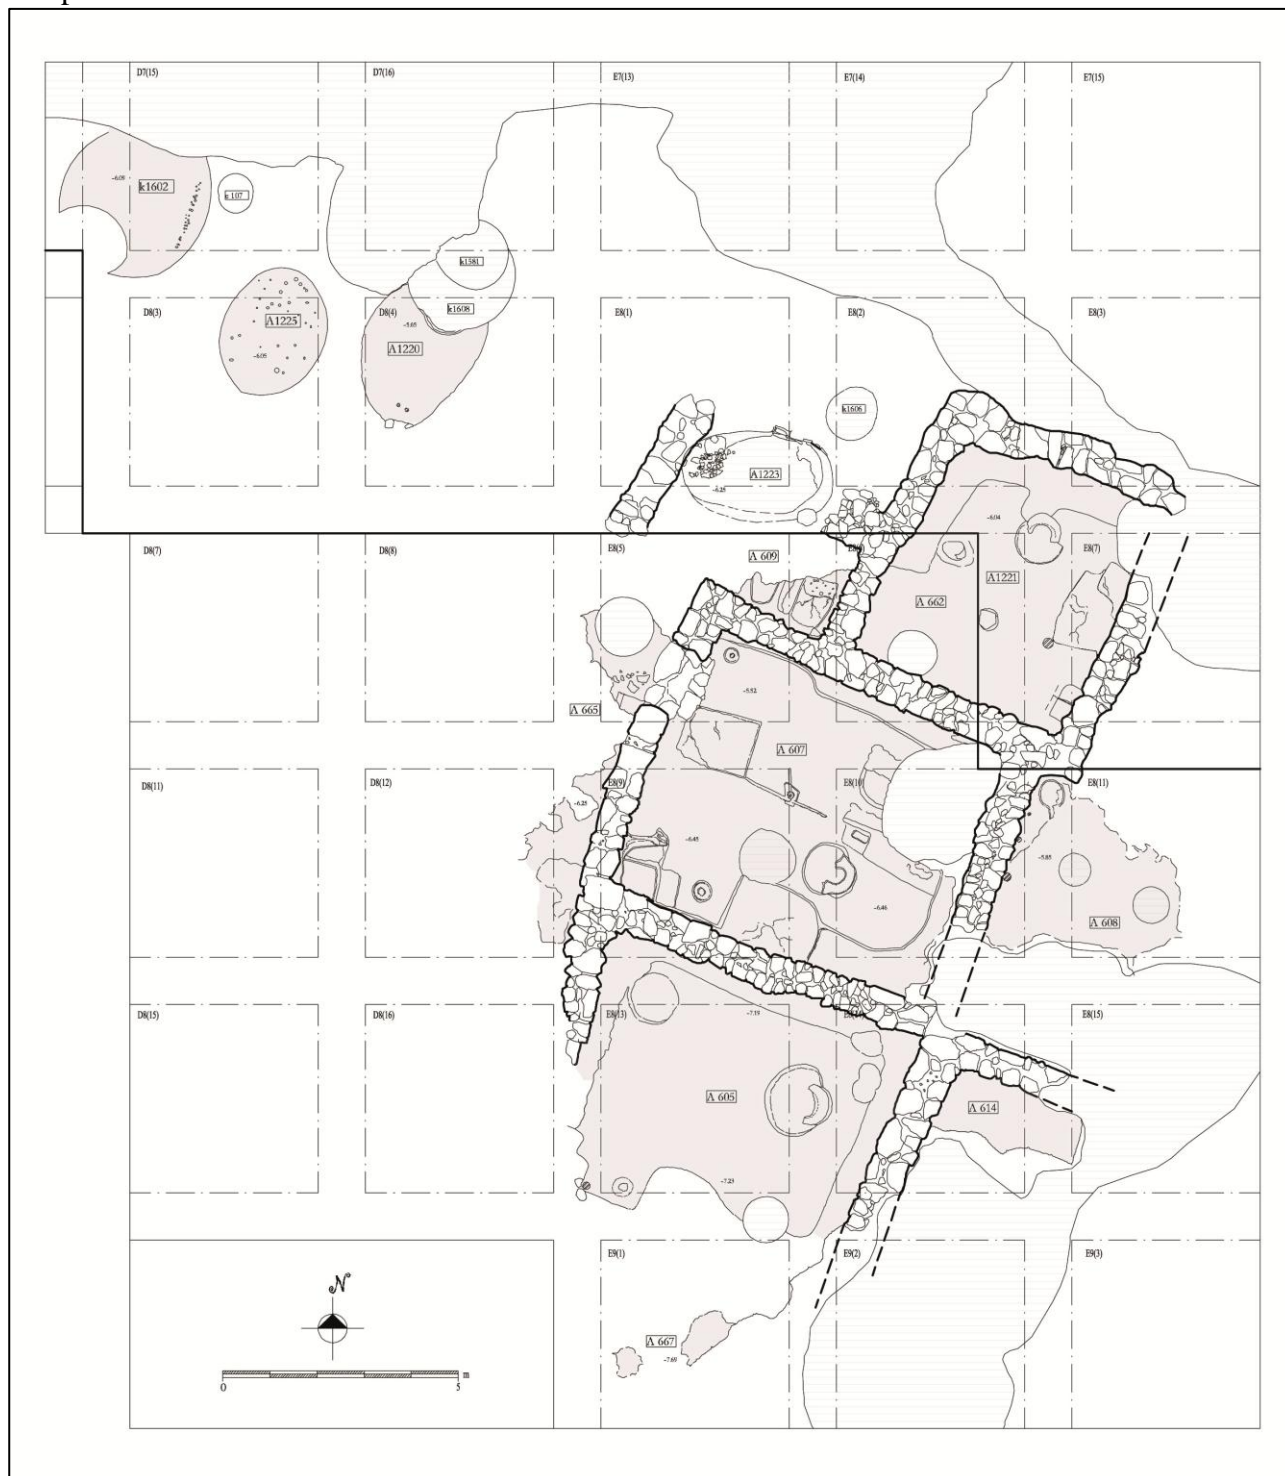 D7(15)
D7(16)
E7(13)
E7(14)
E7(15)
-6.05
k1602
κ 107
k1581
k1608
D8(3)
A1225
-6.05
D8(4)
-5.65
A1220
E8(1)
E8(2)
E8(3)
k1606
A1223
-6.25
-6.04
D8(7)
D8(8)
E8(5)
Λ 609
E8(7)
A1221
Λ 662
Λ 665
-5.52
Λ 607
D8(11)
D8(12)
E8(9)
E8(10)
E8(11)
-6.25
-6.45
-6.46
-5.85
Λ 608
D8(15)
D8(16)
E8(13)
-7.19
E8(15)
Λ 605
Λ 614
-7.23
E9(1)
E9(2)
E9(3)
N
Λ 667
-7.69
0
5
m